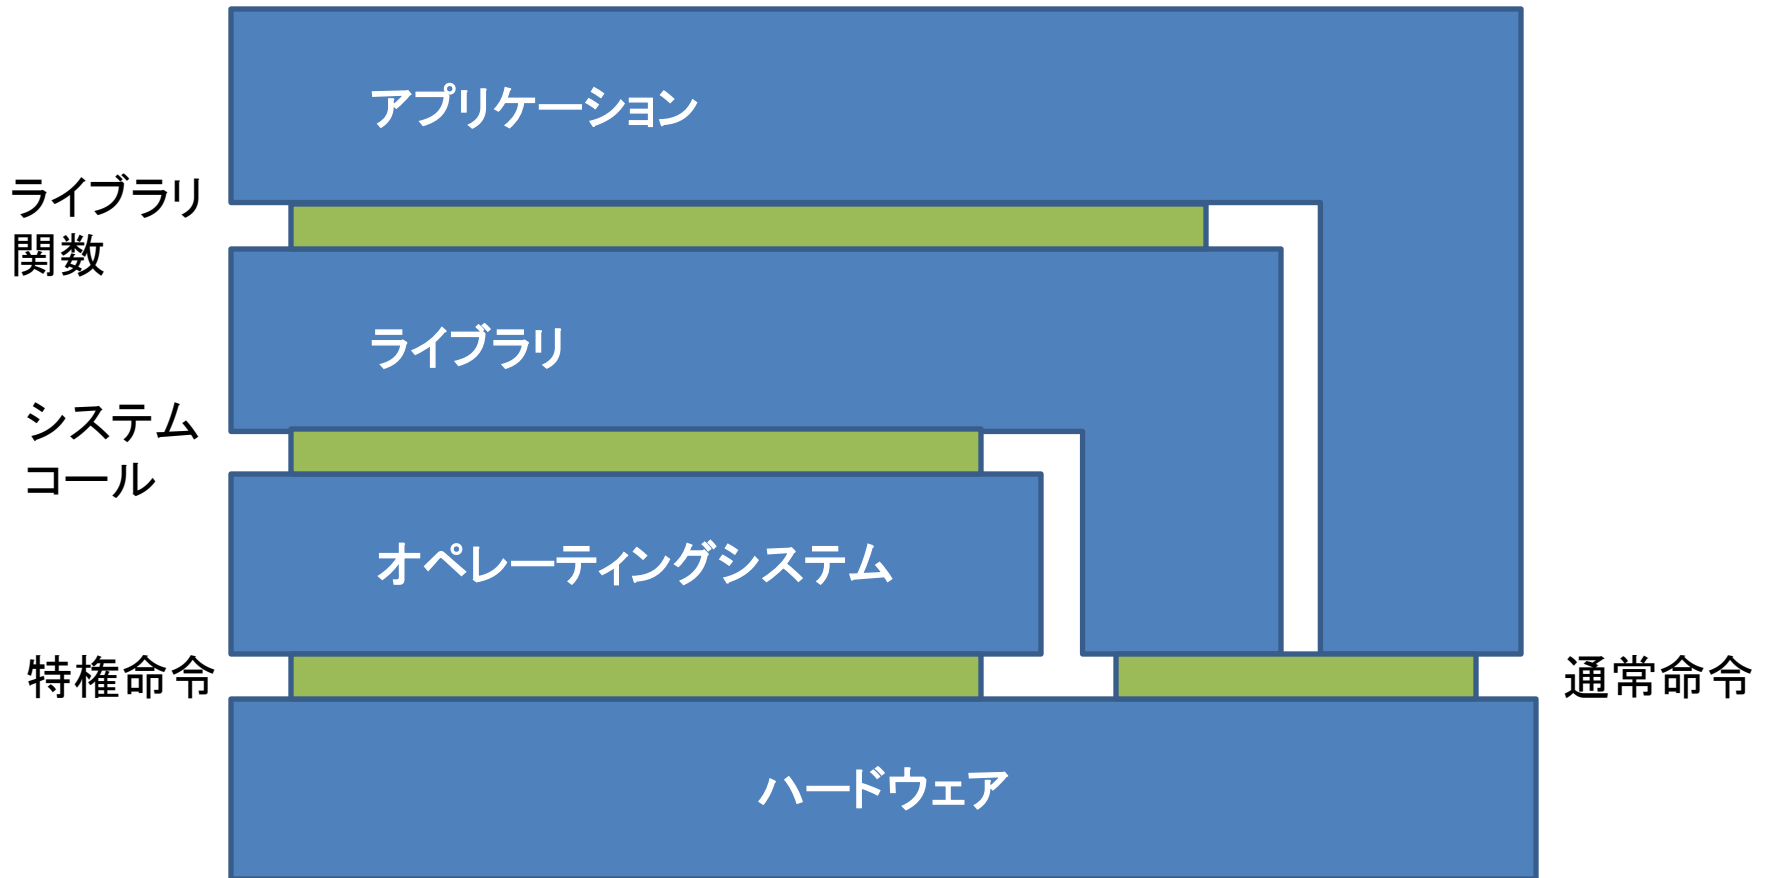 アプリケーション
ライブラリ
関数
ライブラリ
システム
コール
オペレーティングシステム
特権命令
通常命令
ハードウェア